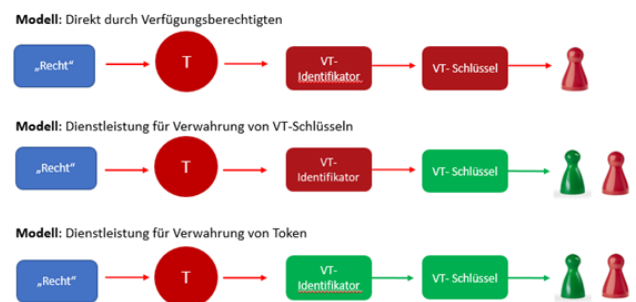 Modell: Direkt durch Verfügungsberechtigten
„Recht“ T VT-Identifikator VT- Schlüssel
Modell: Dienstleistung für Verwahrung von VT-Schlüsseln
„Recht“ T VT-Identifikator VT- Schlüssel
Modell: Dienstleistung für Verwahrung von Token
„Recht“ T VT-Identifikator VT- Schlüssel